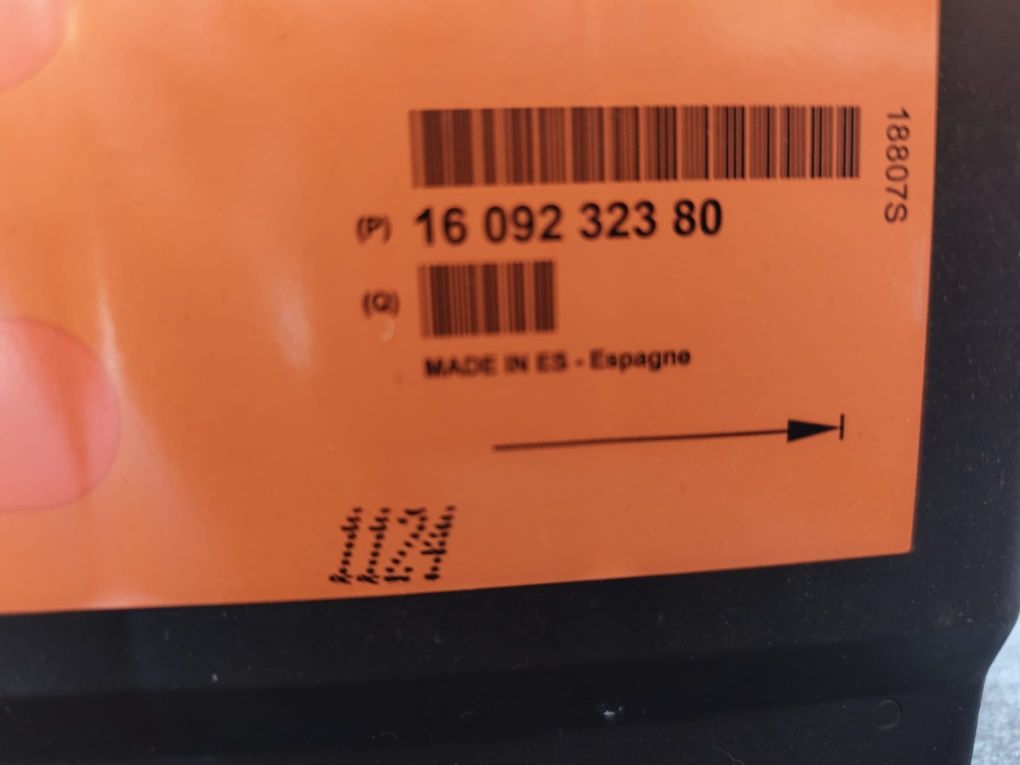 (P) 16 092 323 80
(Q)
MADE IN ES - Espagne
18807S